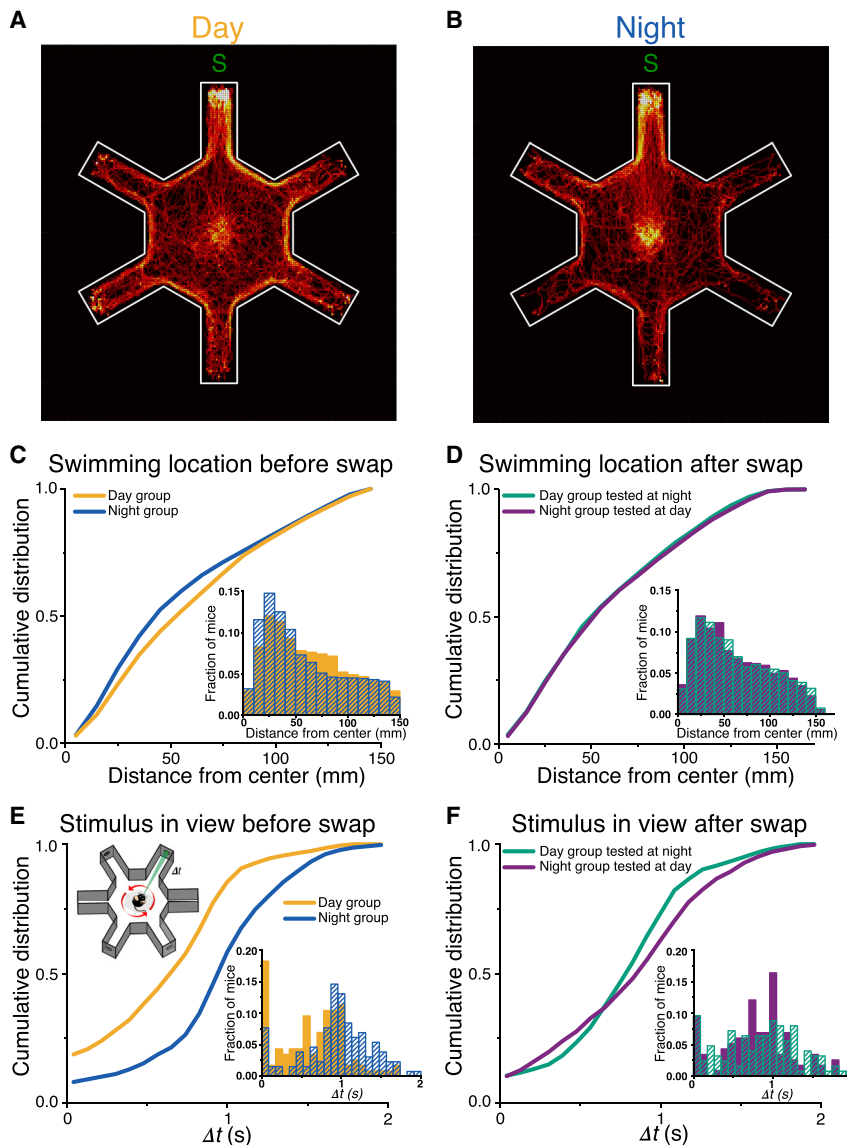 A
Day
S
B
Night
S
C
Swimming location before swap
Cumulative distribution
1.0
0.5
0.0
Day group
Night group
0
50
100
150
Distance from center (mm)
Fraction of mice
0.15
0.10
0.05
0.00
0
50
100
150
Distance from center (mm)
D
Swimming location after swap
Cumulative distribution
1.0
0.5
0.0
Day group tested at night
Night group tested at day
0
50
100
150
Distance from center (mm)
Fraction of mice
0.15
0.10
0.05
0.00
0
50
100
150
Distance from center (mm)
E
Stimulus in view before swap
Cumulative distribution
1.0
0.5
0.0
Δt
Day group
Night group
0
1
2
Δt (s)
Fraction of mice
0.20
0.15
0.10
0.05
0.00
0
1
2
Δt (s)
F
Stimulus in view after swap
Cumulative distribution
1.0
0.5
0.0
Day group tested at night
Night group tested at day
0
1
2
Δt (s)
Fraction of mice
0.20
0.15
0.10
0.05
0.00
0
1
Δt (s)